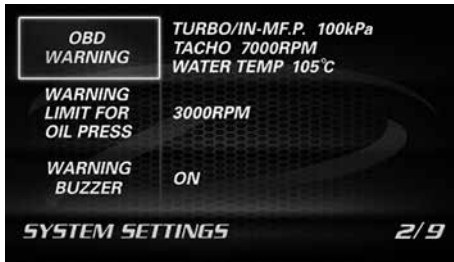 OBD
WARNING
TURBO/IN-MF.P. 100kPa
TACHO 7000RPM
WATER TEMP 105℃
WARNING
LIMIT FOR
OIL PRESS
3000RPM
WARNING
BUZZER
ON
SYSTEM SETTINGS
2/9